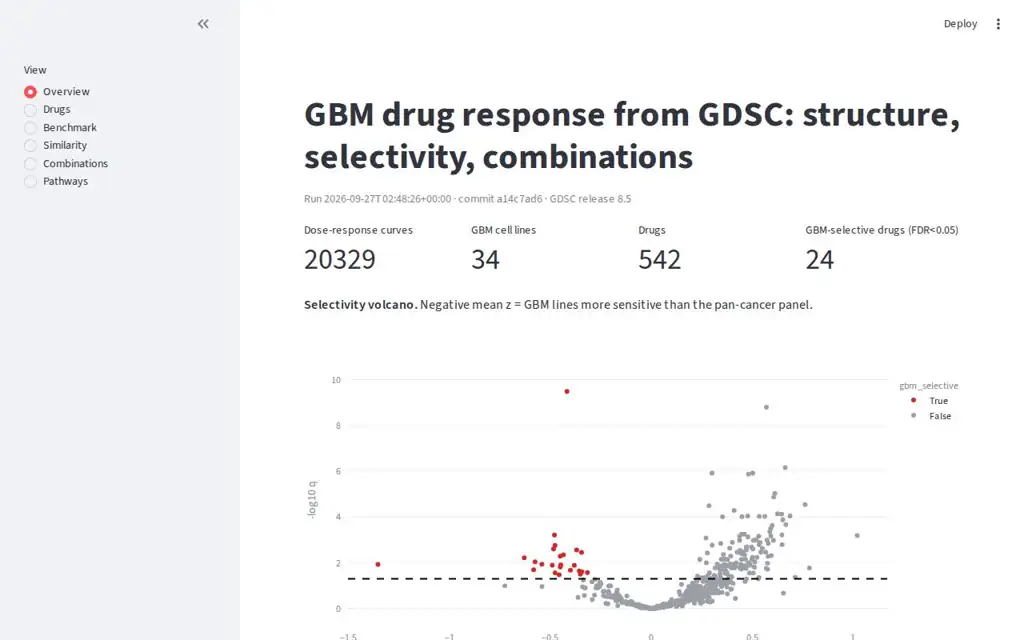 Deploy
View
Overview
Drugs
Benchmark
Similarity
Combinations
Pathways
GBM drug response from GDSC: structure,
selectivity, combinations
Run 2026-09-27T02:48:26+00:00 · commit a14c7ad6 · GDSC release 8.5
Dose-response curves
20329
GBM cell lines
34
Drugs
542
GBM-selective drugs (FDR<0.05)
24
Selectivity volcano. Negative mean z = GBM lines more sensitive than the pan-cancer panel.
gbm_selective
True
False
-log10 q
10
8
6
4
2
0
−1.5 −1 −0.5 0 0.5 1